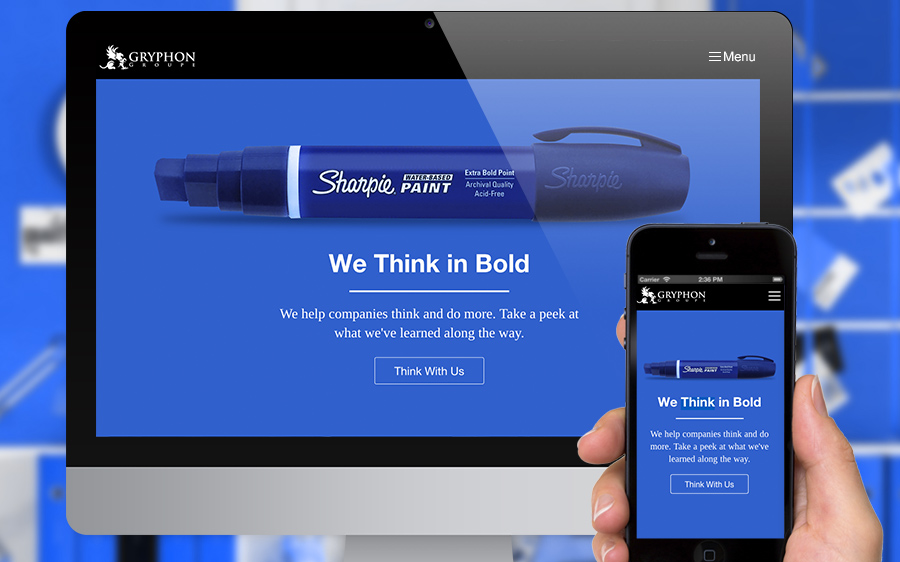 GRYPHON
GROUPE
Menu
Sharpie®
WATER-BASED
PAINT
Extra Bold Point
Archival Quality
Acid-Free
Sharpie
We Think in Bold
We help companies think and do more. Take a peek at
what we've learned along the way.
Think With Us
Carrier
2:36 PM
GRYPHON
GROUPE
Sharpie
PAINT
We Think in Bold
We help companies think and do
more. Take a peek at what we've
learned along the way.
Think With Us